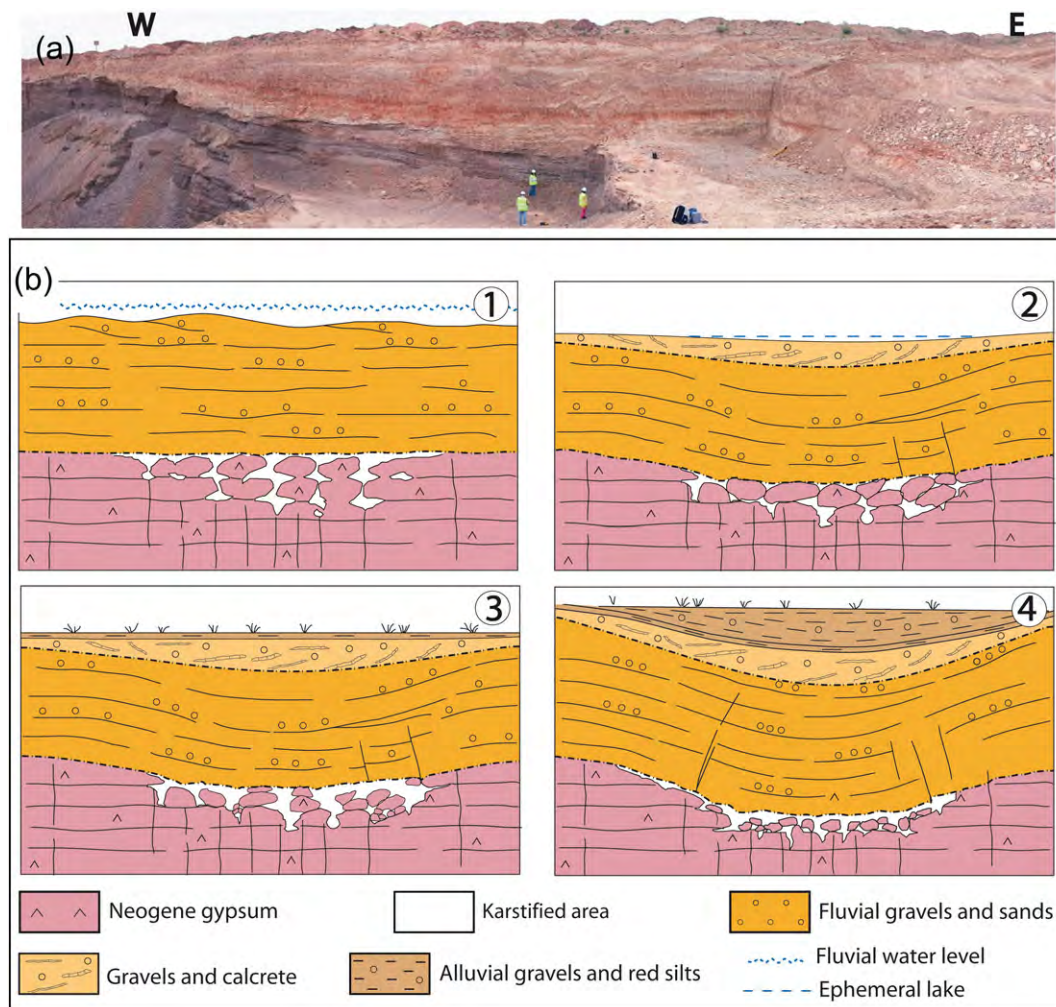 (a)
W
E
(b)
1
2
3
4
Neogene gypsum
Karstified area
Fluvial gravels and sands
Gravels and calcrete
Alluvial gravels and red silts
Fluvial water level
Ephemeral lake